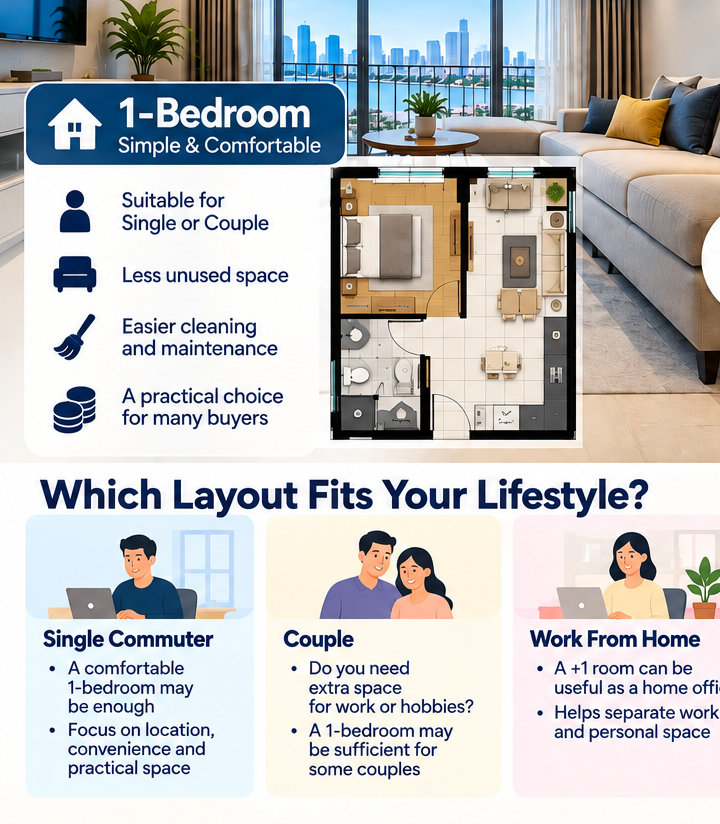 1-Bedroom
Simple & Comfortable
Suitable for
Single or Couple
Less unused space
Easier cleaning
and maintenance
A practical choice
for many buyers
Which Layout Fits Your Lifestyle?
Single Commuter
• A comfortable
1-bedroom may
be enough
• Focus on location,
convenience and
practical space
Couple
• Do you need
extra space
for work or hobbies?
• A 1-bedroom may
be sufficient for
some couples
Work From Home
• A +1 room can be
useful as a home offi
• Helps separate work
and personal space